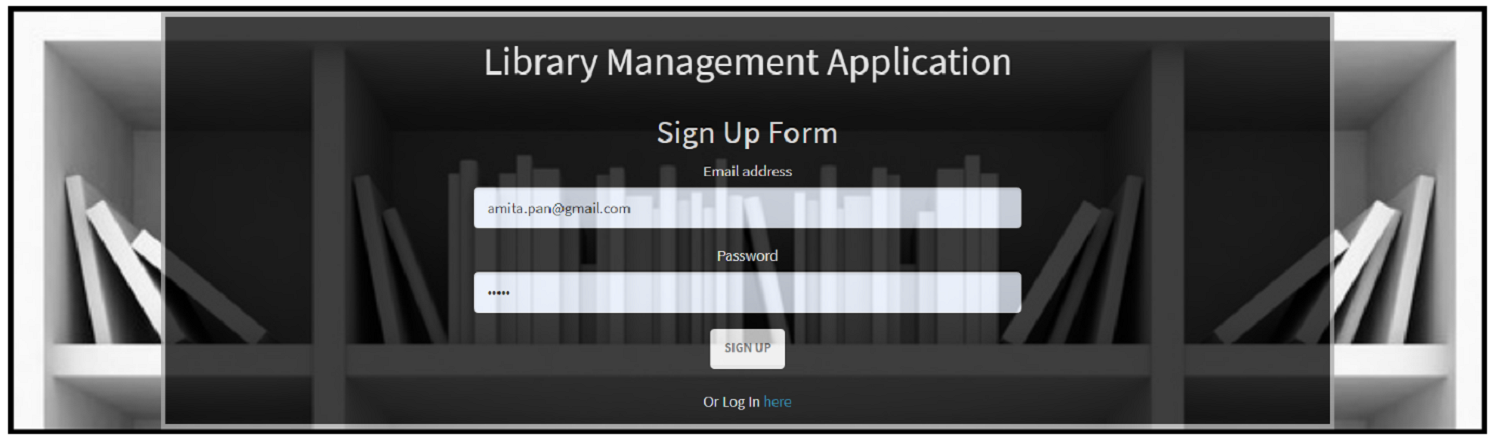 Library Management Application
Sign Up Form
Email address
amita.pan@gmail.com
Password
•••••
SIGN UP
Or Log In here